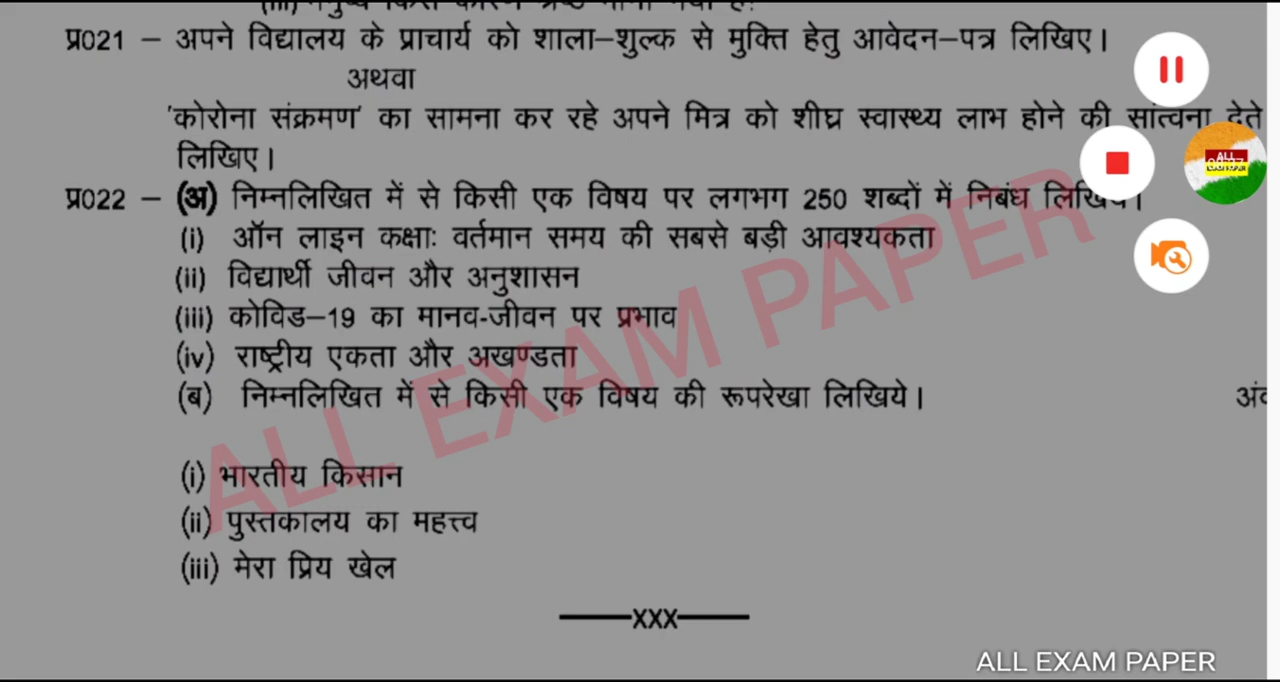 प्र021 – अपने विद्यालय के प्राचार्य को शाला–शुल्क से मुक्ति हेतु आवेदन–पत्र लिखिए।
अथवा
'कोरोना संक्रमण' का सामना कर रहे अपने मित्र को शीघ्र स्वास्थ्य लाभ होने की सांत्वना देते
लिखिए।
प्र022 – (अ) निम्नलिखित में से किसी एक विषय पर लगभग 250 शब्दों में निबंध लिखिये।
(i) ऑन लाइन कक्षाः वर्तमान समय की सबसे बड़ी आवश्यकता
(ii) विद्यार्थी जीवन और अनुशासन
(iii) कोविड–19 का मानव-जीवन पर प्रभाव
(iv) राष्ट्रीय एकता और अखण्डता
(ब) निम्नलिखित में से किसी एक विषय की रूपरेखा लिखिये।
(i) भारतीय किसान
(ii) पुस्तकालय का महत्त्व
(iii) मेरा प्रिय खेल
XXX
ALL EXAM PAPER
ALL EXAM PAPER